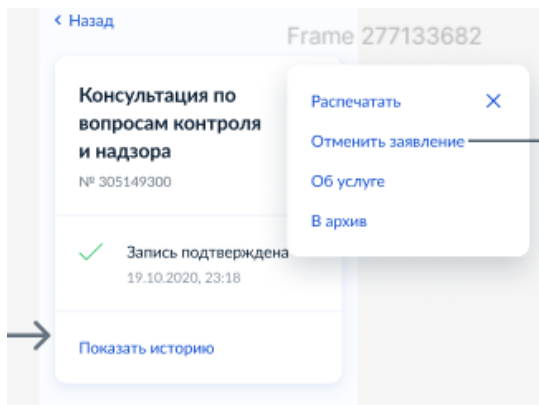 Назад
Frame 277133682
Консультация по
вопросам контроля
и надзора
№ 305149300
Распечатать
Отменить заявление
Об услуге
В архив
Запись подтверждена
19.10.2020, 23:18
Показать историю